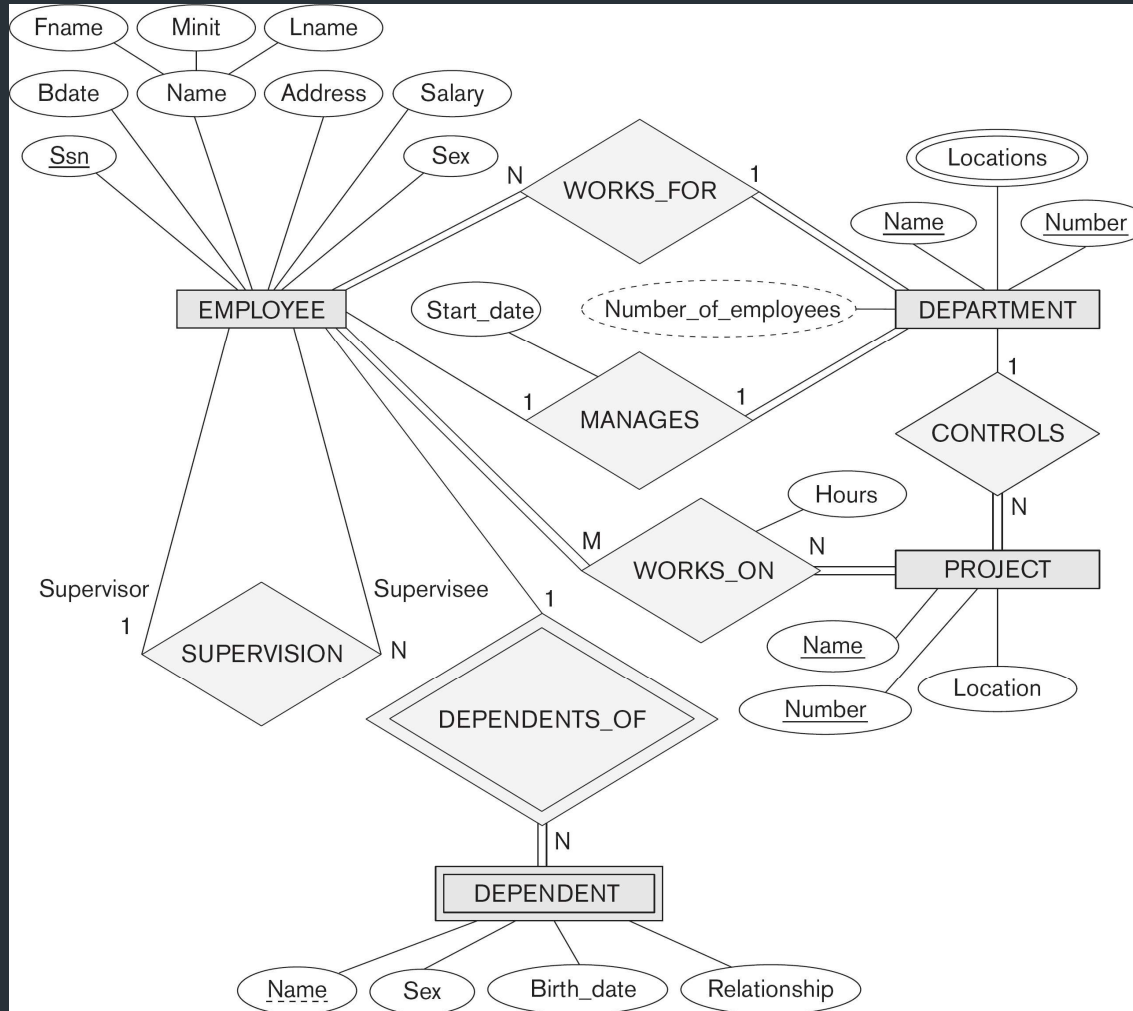 Fname Minit Lname
Bdate Name Address Salary
Ssn Sex
N WORKS_FOR 1
Locations
Name Number
EMPLOYEE Start_date Number_of_employees DEPARTMENT
1 MANAGES 1
1
CONTROLS
N
Hours
M WORKS_ON N
PROJECT
Name
Number
Location
Supervisor Supervisee
1 SUPERVISION N
1
DEPENDENTS_OF
N
DEPENDENT
Name Sex Birth_date Relationship